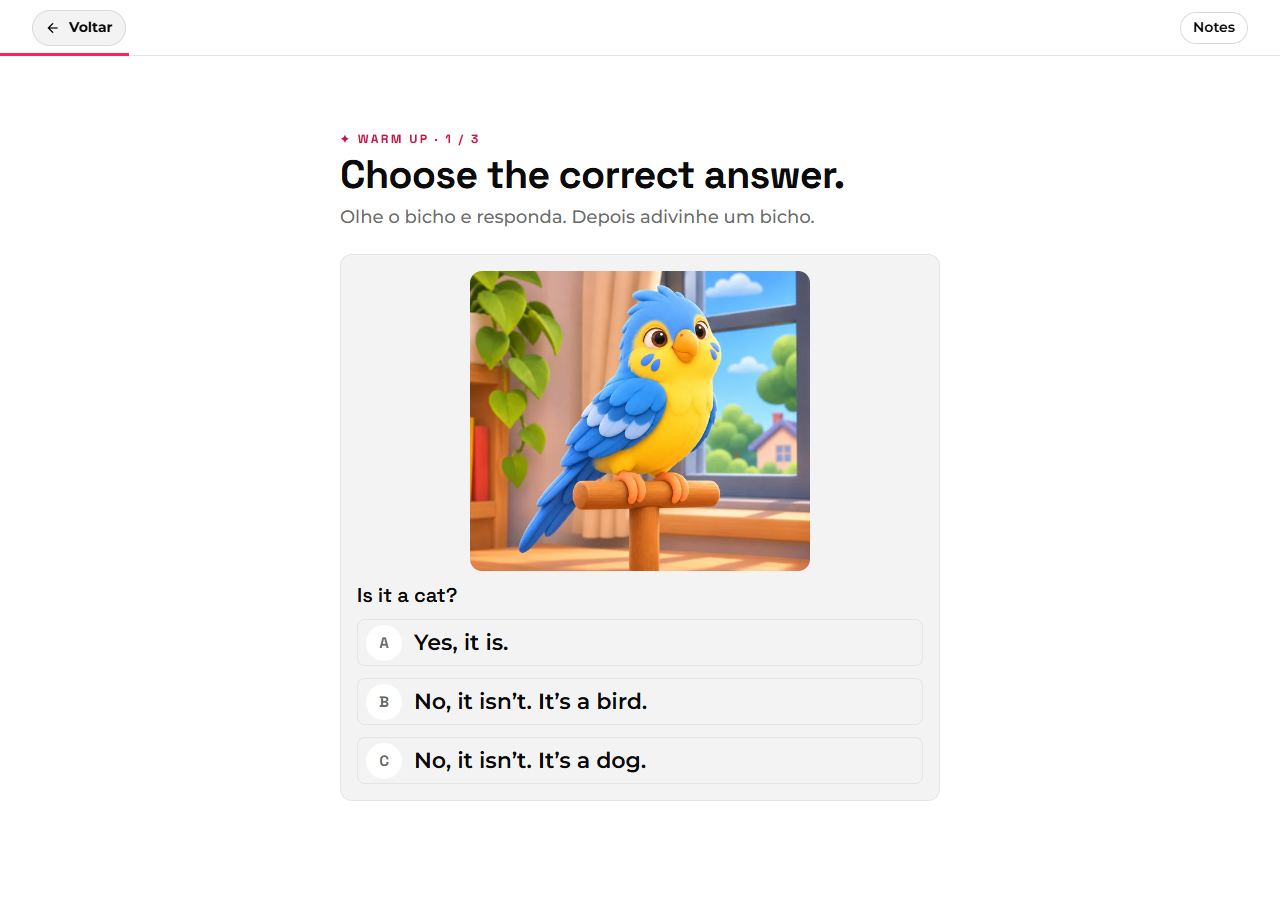 ← Voltar
Notes
✦ WARM UP · 1 / 3
Choose the correct answer.
Olhe o bicho e responda. Depois adivinhe um bicho.
Is it a cat?
A Yes, it is.
B No, it isn’t. It’s a bird.
C No, it isn’t. It’s a dog.